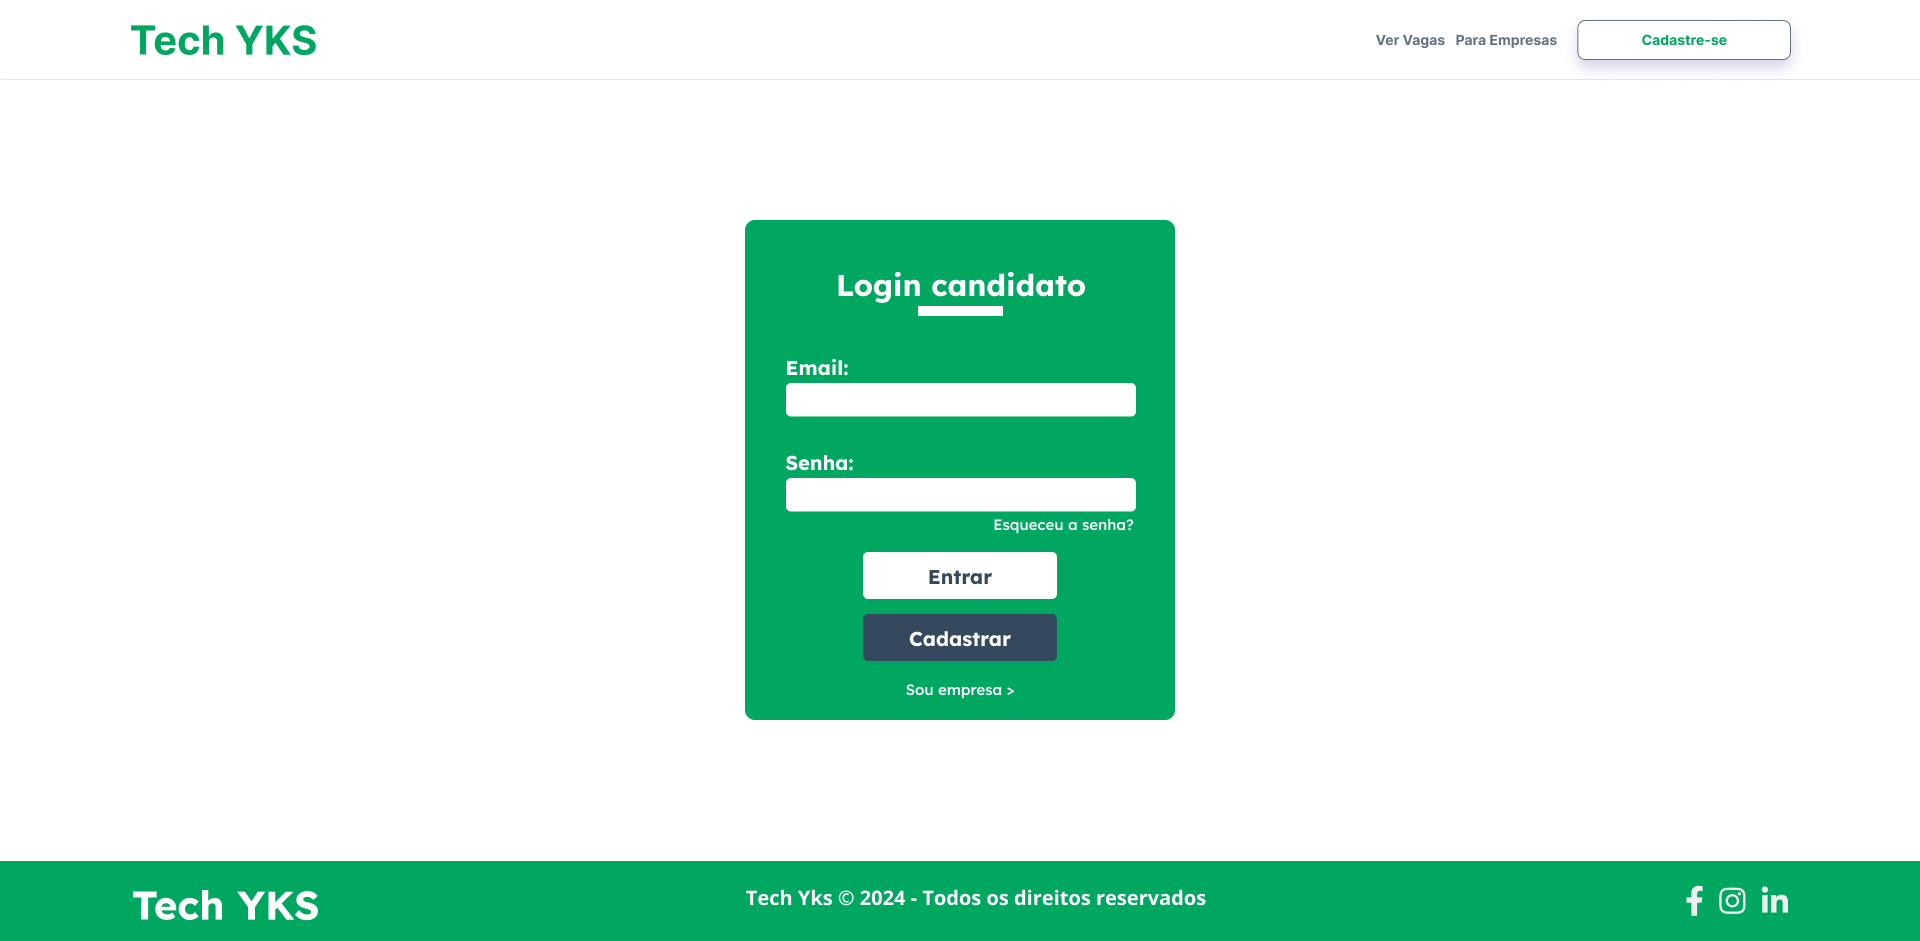 Tech YKS
Ver Vagas Para Empresas Cadastre-se
Login candidato
Email:
Senha:
Esqueceu a senha?
Entrar
Cadastrar
Sou empresa >
Tech YKS
Tech Yks © 2024 - Todos os direitos reservados